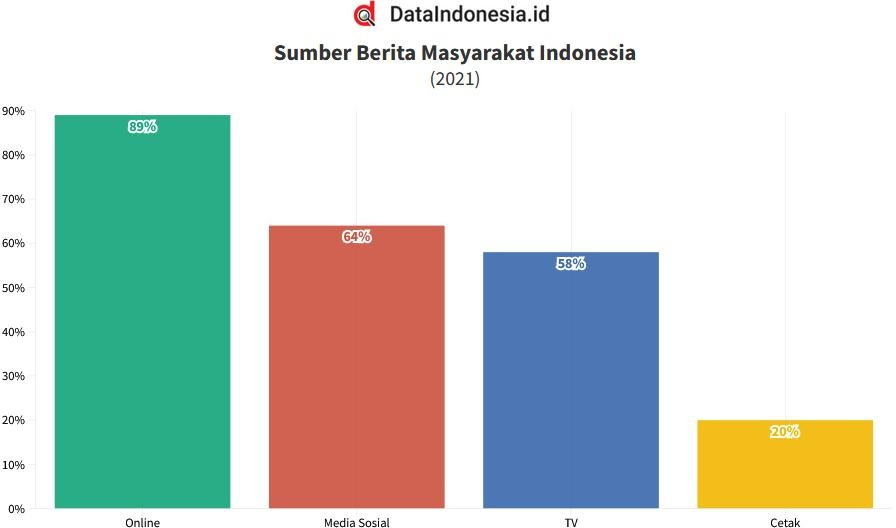 DataIndonesia.id
Sumber Berita Masyarakat Indonesia
(2021)
90%
80%
70%
60%
50%
40%
30%
20%
10%
0%
89%
64%
58%
20%
Online
Media Sosial
TV
Cetak